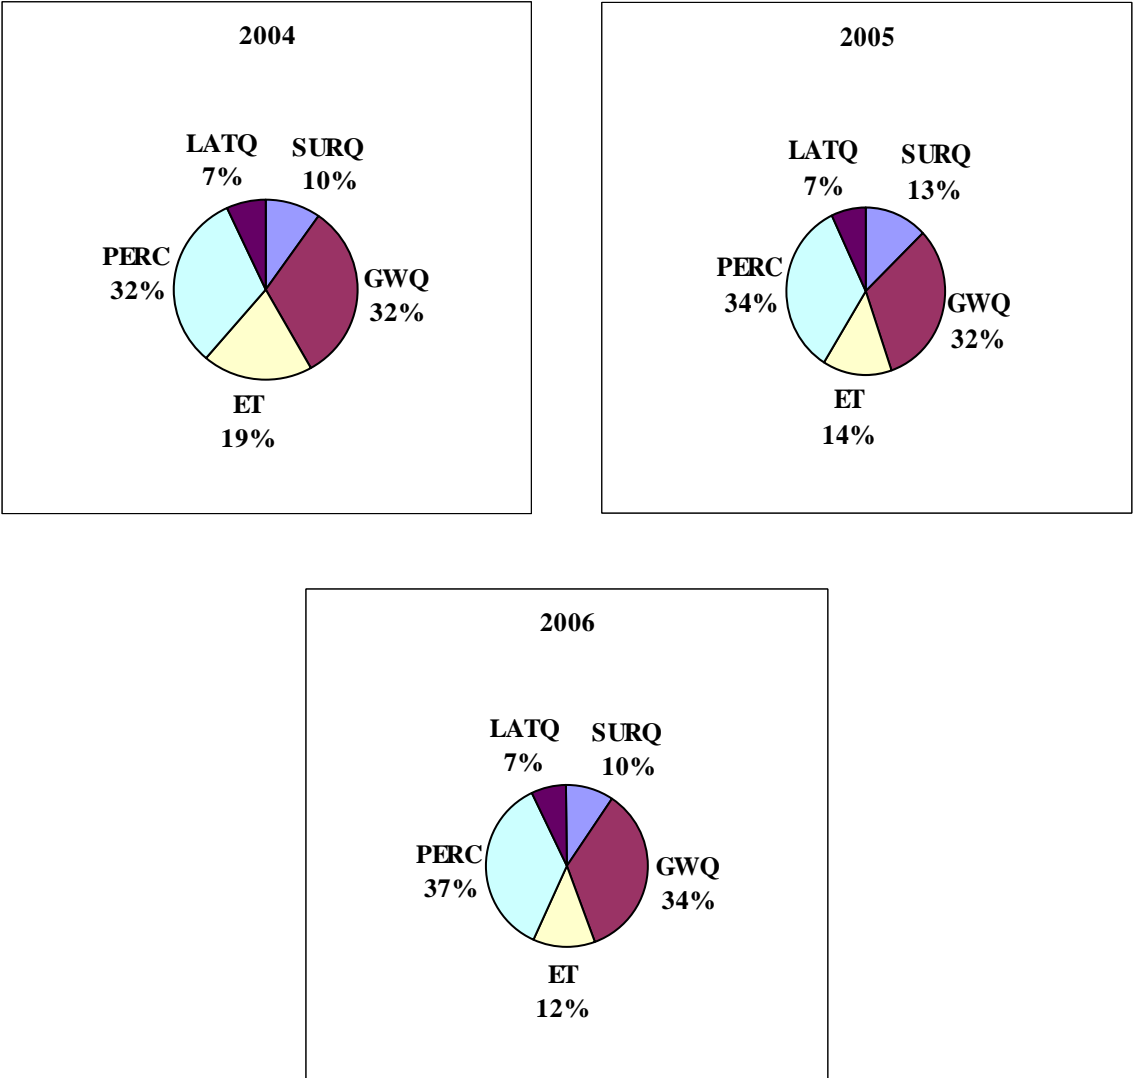 2004
LATQ
7%
SURQ
10%
PERC
32%
GWQ
32%
ET
19%
2005
LATQ
7%
SURQ
13%
PERC
34%
GWQ
32%
ET
14%
2006
LATQ
7%
SURQ
10%
PERC
37%
GWQ
34%
ET
12%